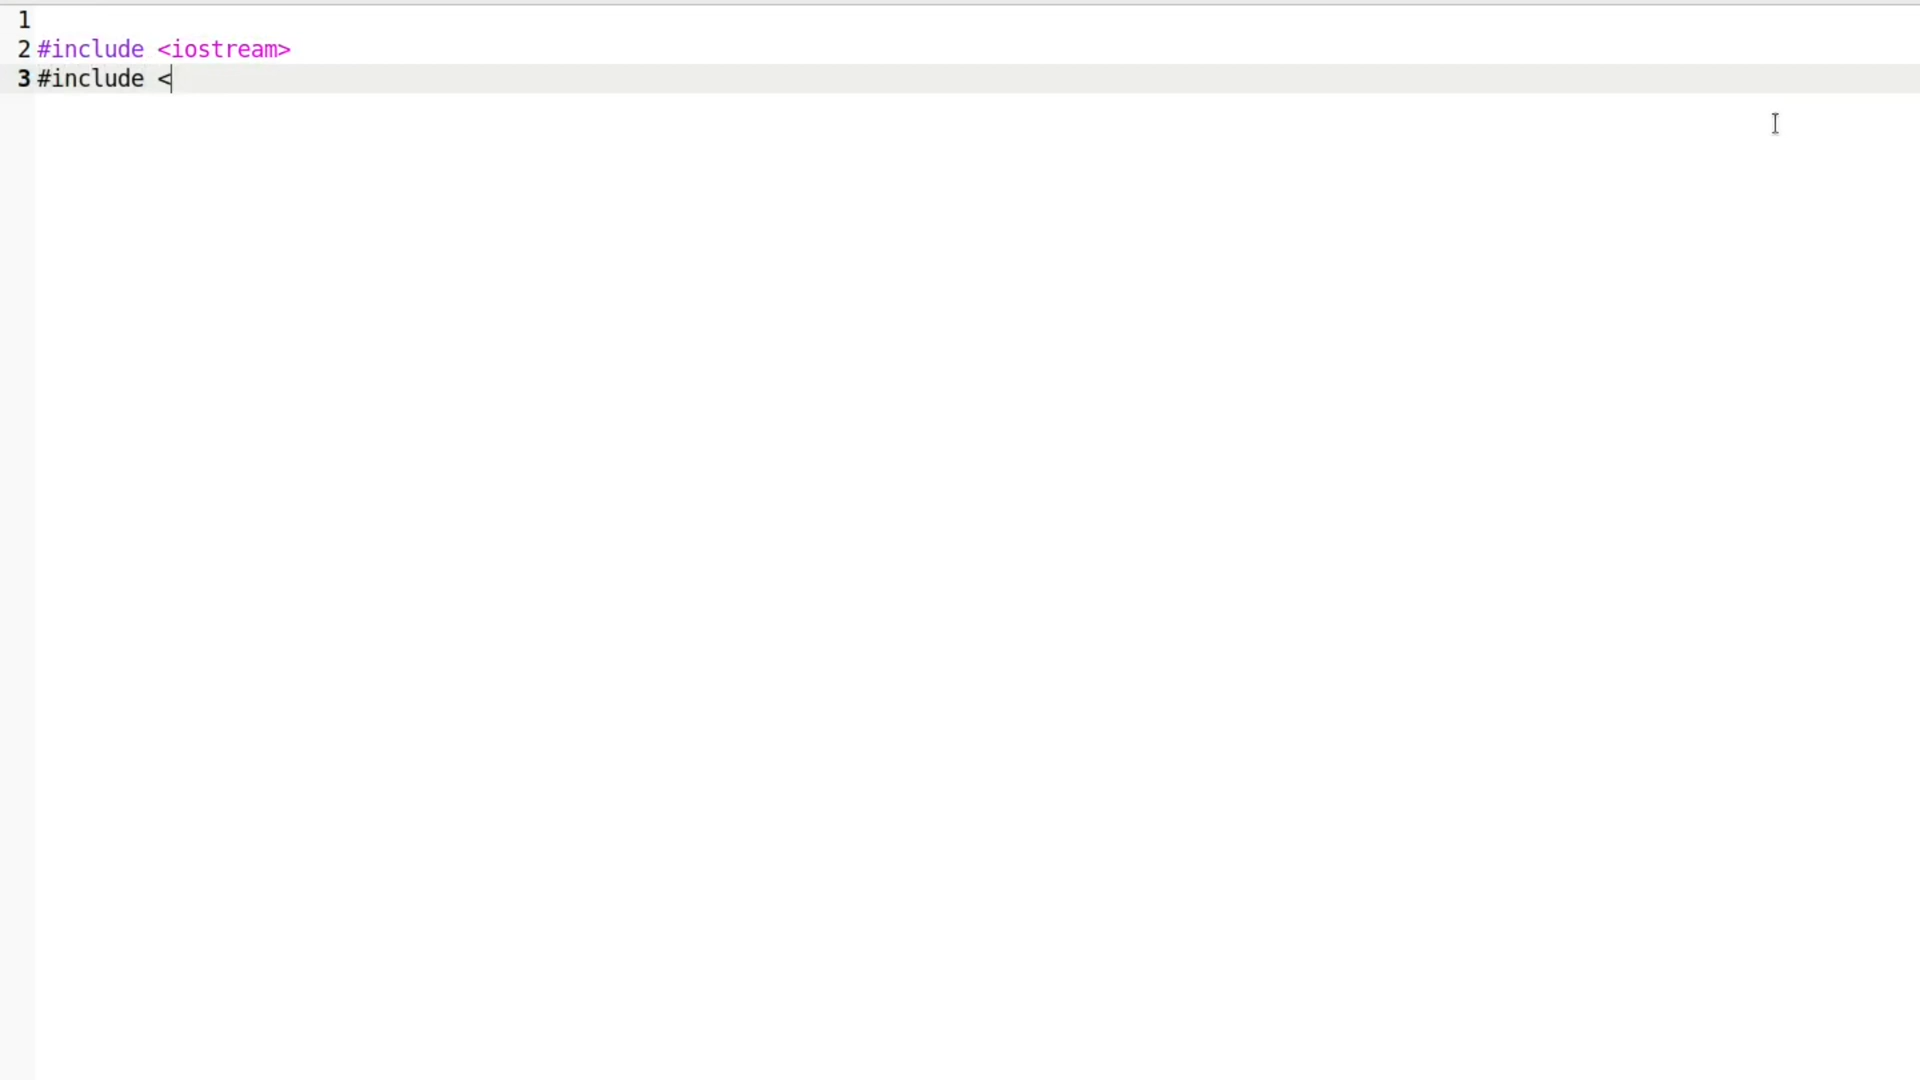 1
2 #include <iostream>
3 #include <